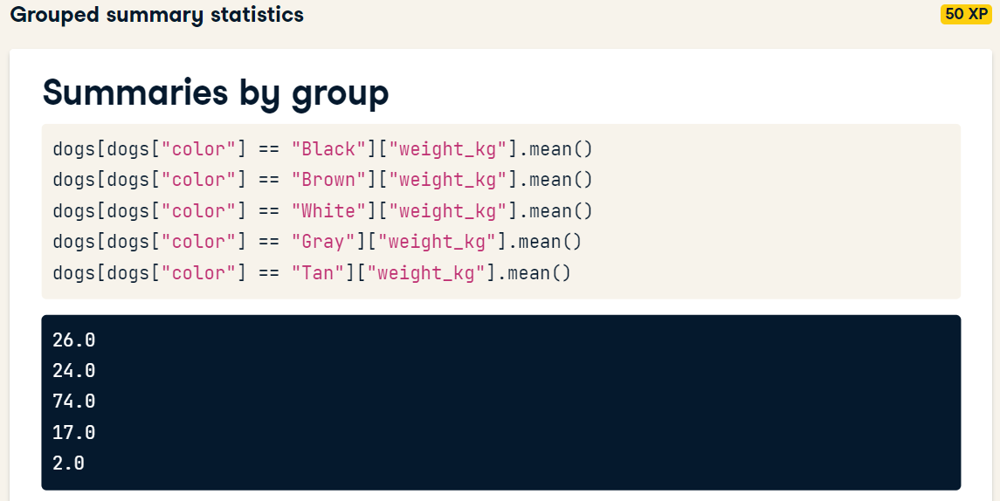 Grouped summary statistics
50 XP
Summaries by group
dogs[dogs["color"] == "Black"]["weight_kg"].mean()
dogs[dogs["color"] == "Brown"]["weight_kg"].mean()
dogs[dogs["color"] == "White"]["weight_kg"].mean()
dogs[dogs["color"] == "Gray"]["weight_kg"].mean()
dogs[dogs["color"] == "Tan"]["weight_kg"].mean()
26.0
24.0
74.0
17.0
2.0